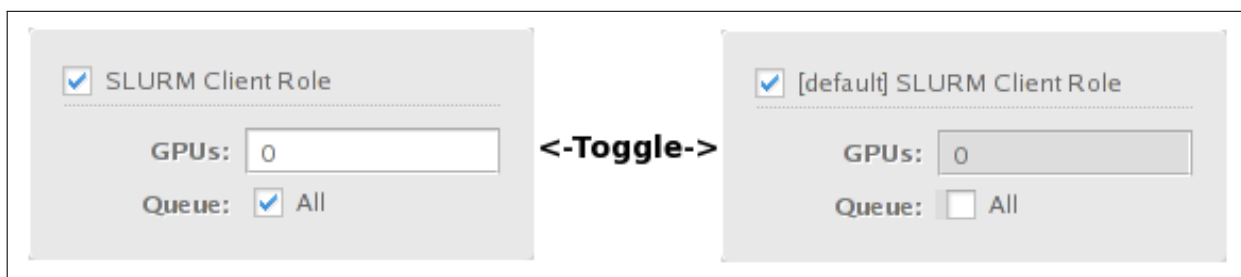 SLURM Client Role
GPUs: 0
Queue: All
<-Toggle->
[default] SLURM Client Role
GPUs: 0
Queue: All